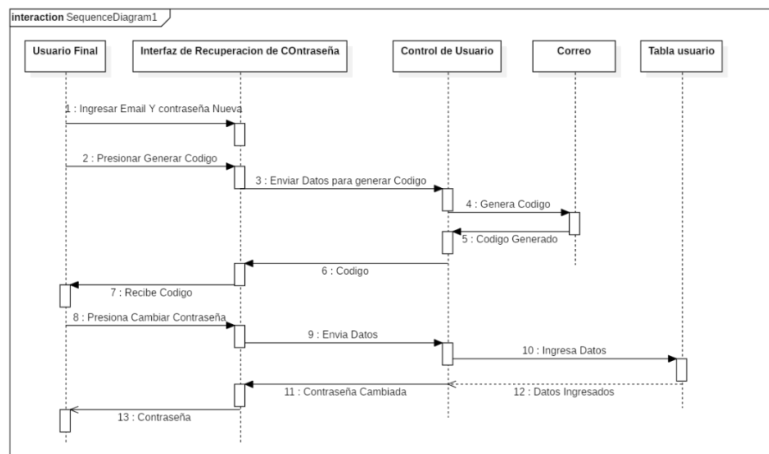 interaction SequenceDiagram1
Usuario Final
Interfaz de Recuperacion de COntraseña
Control de Usuario
Correo
Tabla usuario
1 : Ingresar Email Y contraseña Nueva
2 : Presionar Generar Codigo
3 : Enviar Datos para generar Codigo
4 : Genera Codigo
5 : Codigo Generado
6 : Codigo
7 : Recibe Codigo
8 : Presiona Cambiar Contraseña
9 : Envia Datos
10 : Ingresa Datos
11 : Contraseña Cambiada
12 : Datos Ingresados
13 : Contraseña